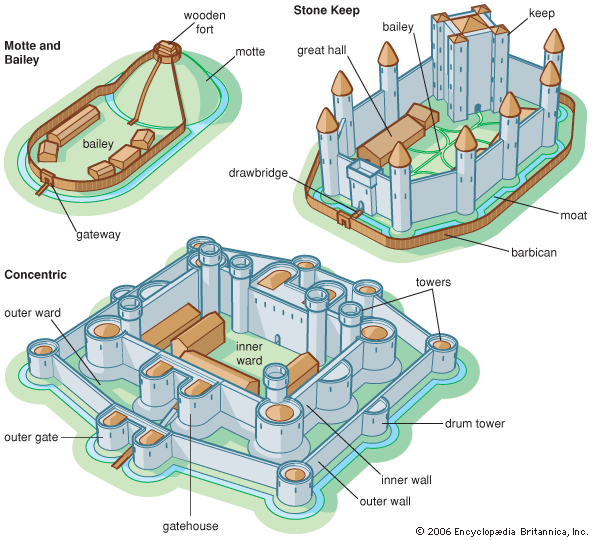 Motte and
Bailey
wooden
fort
motte
bailey
gateway
Stone Keep
bailey
keep
great hall
drawbridge
moat
barbican
Concentric
towers
outer ward
inner
ward
drum tower
outer gate
inner wall
outer wall
gatehouse
© 2006 Encyclopædia Britannica, Inc.